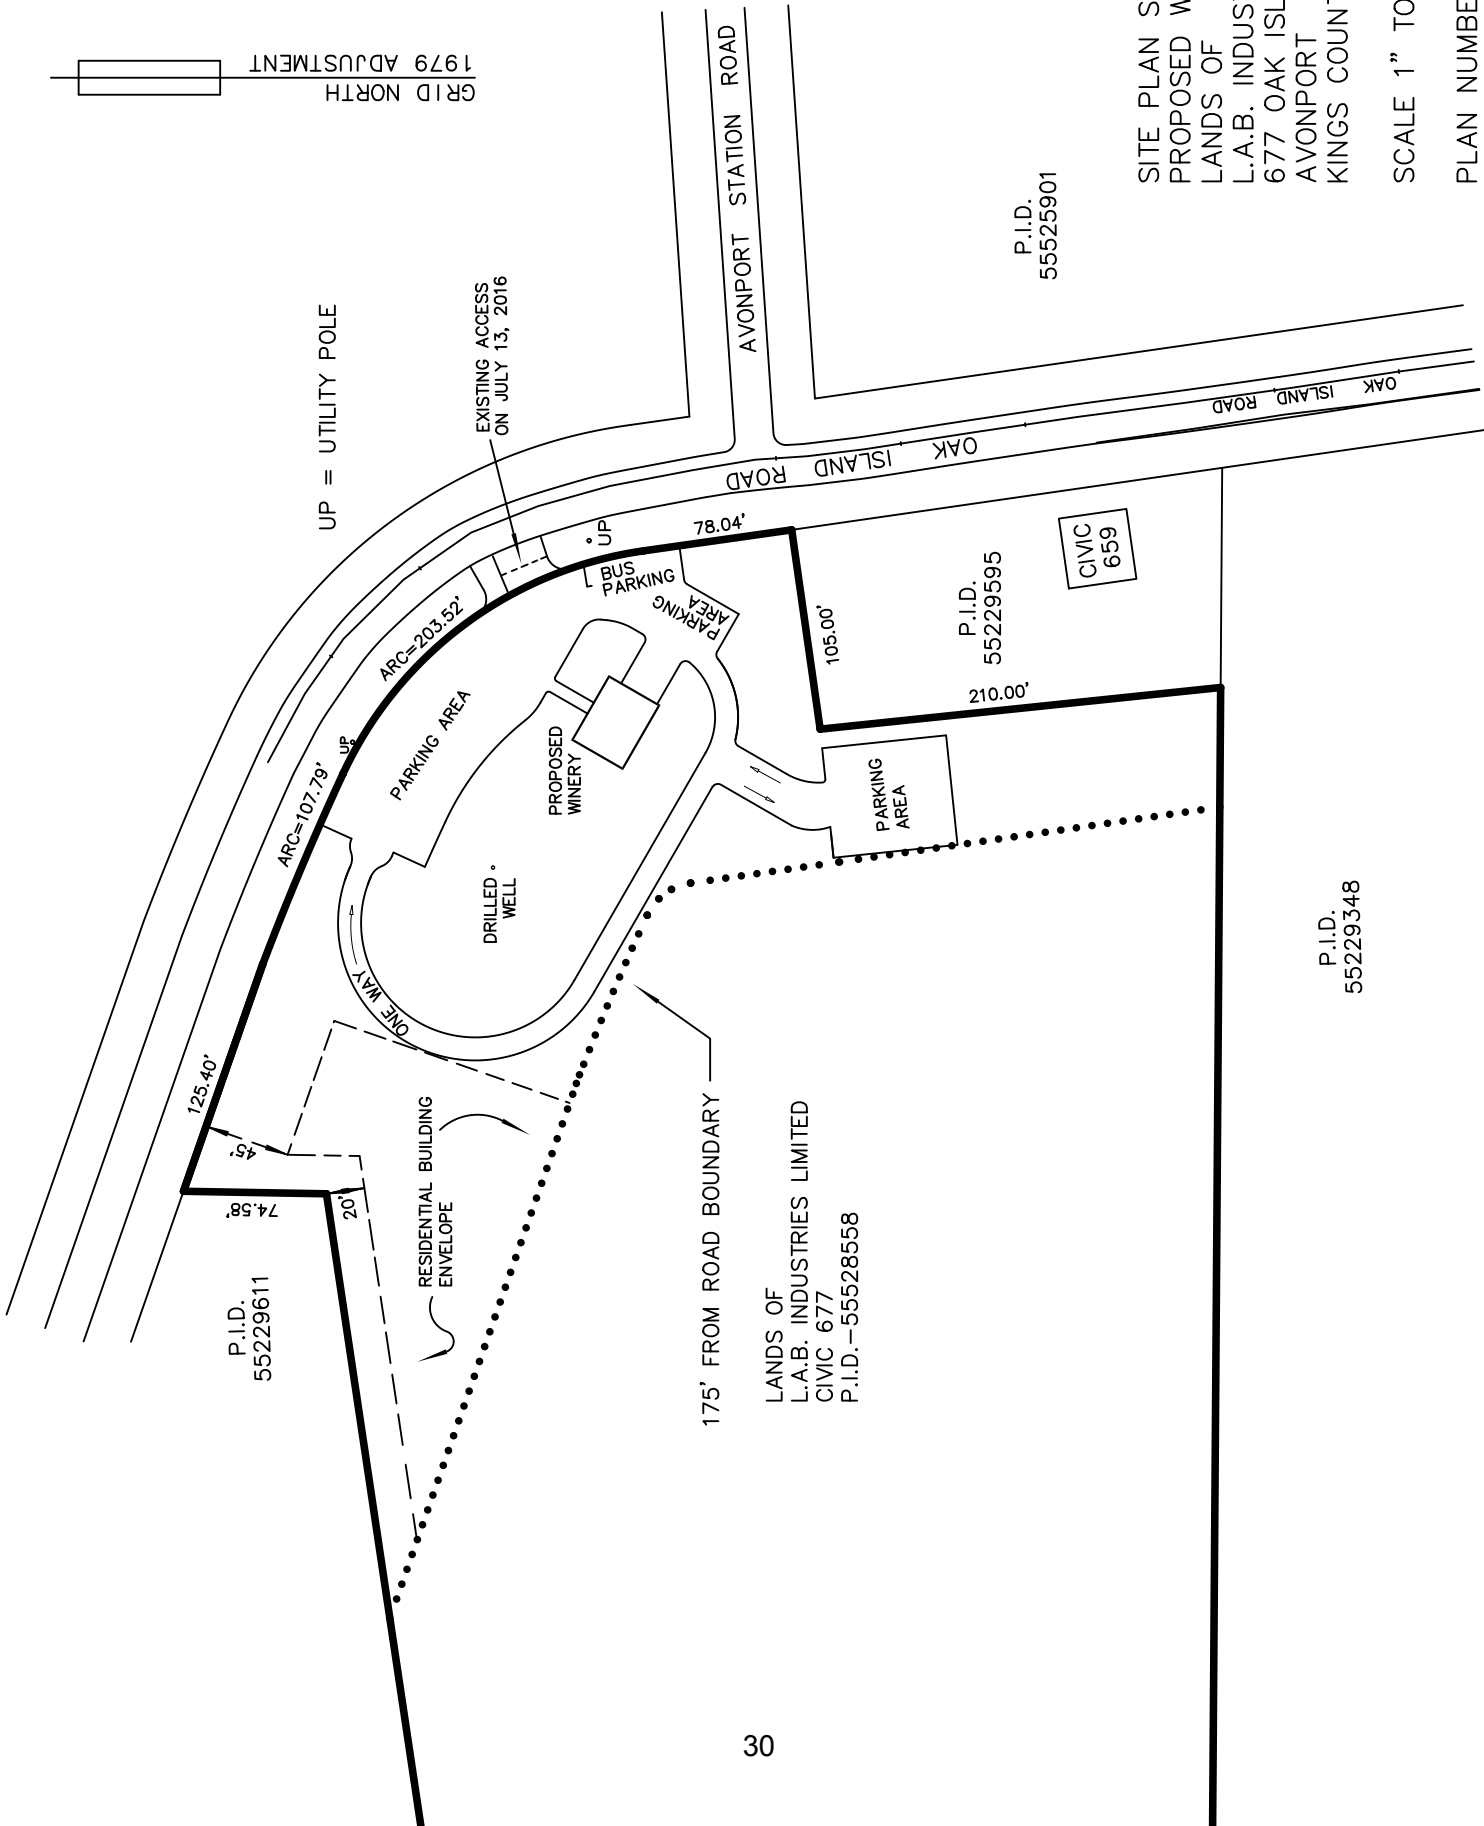 GRID NORTH
1979 ADJUSTMENT
UP = UTILITY POLE
EXISTING ACCESS
ON JULY 13, 2016
AVONPORT STATION ROAD
P.I.D.
55525901
SITE PLAN S
PROPOSED W
LANDS OF
L.A.B. INDUST
677 OAK ISL
AVONPORT
KINGS COUNT
SCALE 1" TO
PLAN NUMBE
OAK ISLAND ROAD
OAK ISLAND ROAD
UP
78.04'
BUS
PARKING
PARKING
AREA
ARC=203.52'
PARKING AREA
UP
ARC=107.79'
PROPOSED
WINERY
DRILLED
WELL
ONE WAY
105.00'
P.I.D.
55229595
CIVIC
659
210.00'
PARKING
AREA
125.40'
45'
74.58'
20'
RESIDENTIAL BUILDING
ENVELOPE
175' FROM ROAD BOUNDARY
LANDS OF
L.A.B. INDUSTRIES LIMITED
CIVIC 677
P.I.D.-55528558
P.I.D.
55229611
P.I.D.
55229348
30